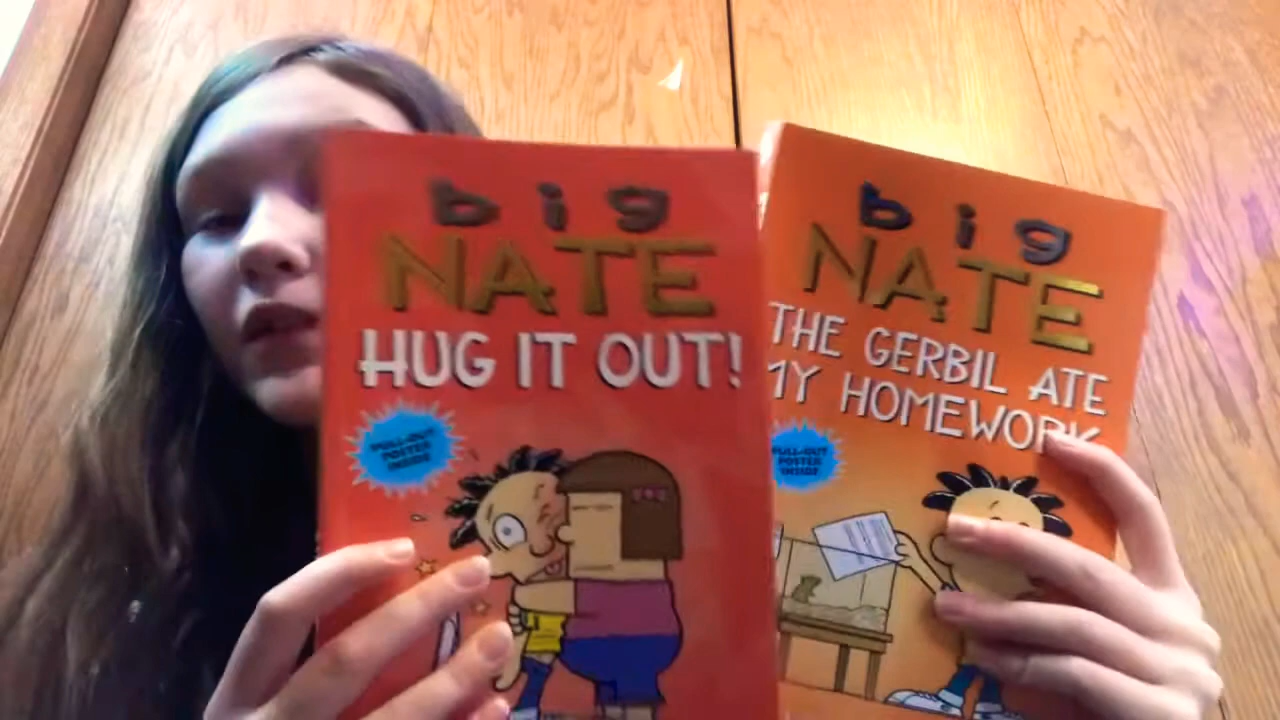 big
NATE
HUG IT OUT!
PULL-OUT
POSTER
INSIDE
big
NATE
THE GERBIL ATE
MY HOMEWORK
PULL-OUT
POSTER
INSIDE